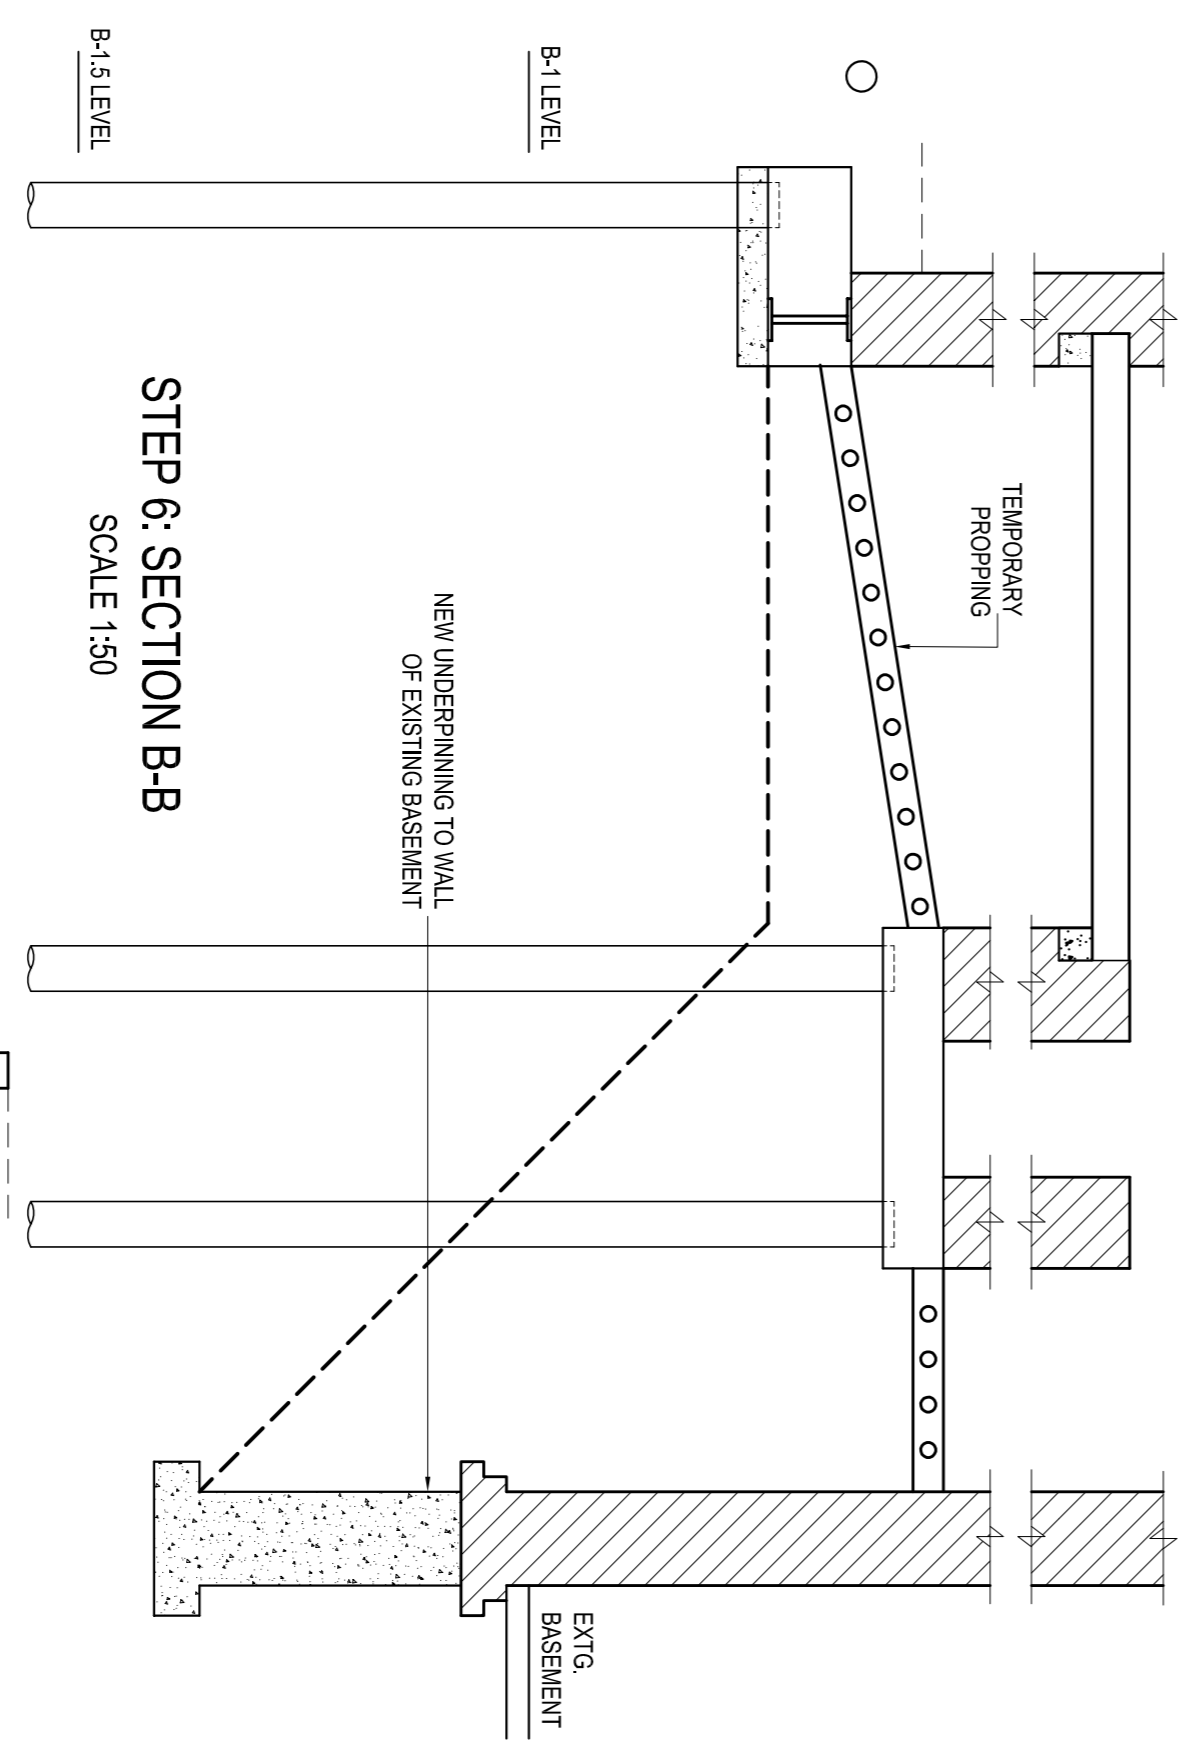 B-1 LEVEL
B-1.5 LEVEL
TEMPORARY
PROPPING
NEW UNDERPINNING TO WALL
OF EXISTING BASEMENT
EXTG.
BASEMENT
STEP 6: SECTION B-B
SCALE 1:50